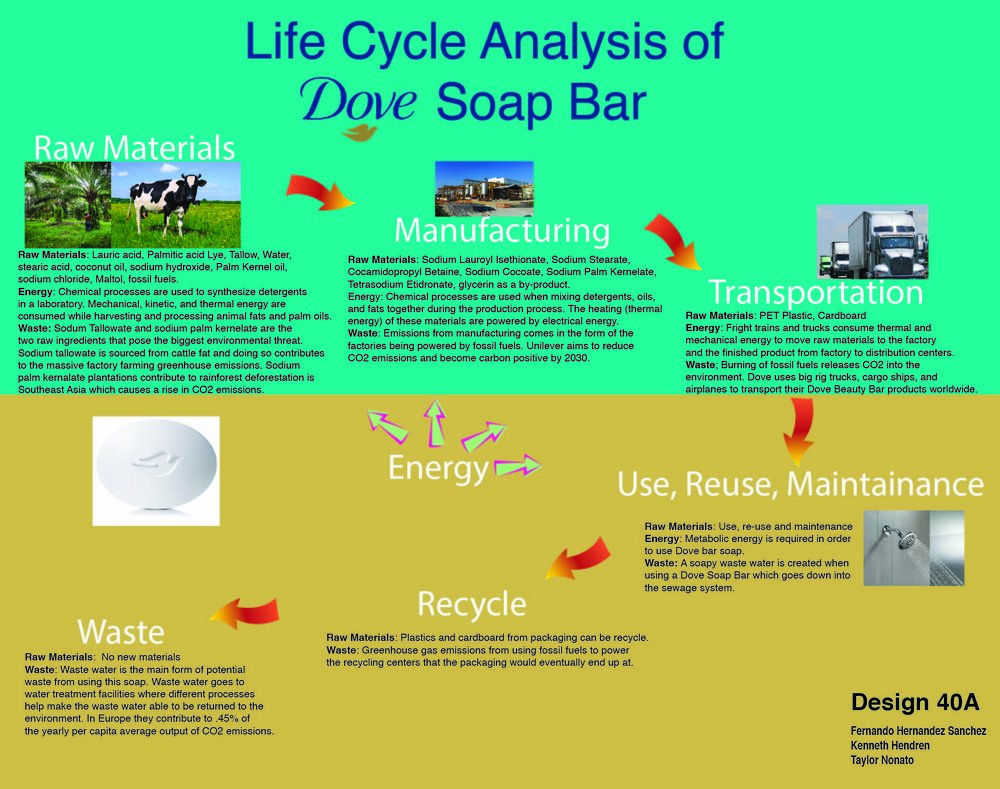 Life Cycle Analysis of
Dove Soap Bar
Raw Materials
Raw Materials: Lauric acid, Palmitic acid Lye, Tallow, Water,
stearic acid, coconut oil, sodium hydroxide, Palm Kernel oil,
sodium chloride, Maltol, fossil fuels.
Energy: Chemical processes are used to synthesize detergents
in a laboratory. Mechanical, kinetic, and thermal energy are
consumed while harvesting and processing animal fats and palm oils.
Waste: Sodum Tallowate and sodium palm kernelate are the
two raw ingredients that pose the biggest environmental threat.
Sodium tallowate is sourced from cattle fat and doing so contributes
to the massive factory farming greenhouse emissions. Sodium
palm kernalate plantations contribute to rainforest deforestation is
Southeast Asia which causes a rise in CO2 emissions.
Manufacturing
Raw Materials: Sodium Lauroyl Isethionate, Sodium Stearate,
Cocamidopropyl Betaine, Sodium Cocoate, Sodium Palm Kernelate,
Tetrasodium Etidronate, glycerin as a by-product.
Energy: Chemical processes are used when mixing detergents, oils,
and fats together during the production process. The heating (thermal
energy) of these materials are powered by electrical energy.
Waste: Emissions from manufacturing comes in the form of the
factories being powered by fossil fuels. Unilever aims to reduce
CO2 emissions and become carbon positive by 2030.
Transportation
Raw Materials: PET Plastic, Cardboard
Energy: Fright trains and trucks consume thermal and
mechanical energy to move raw materials to the factory
and the finished product from factory to distribution centers.
Waste; Burning of fossil fuels releases CO2 into the
environment. Dove uses big rig trucks, cargo ships, and
airplanes to transport their Dove Beauty Bar products worldwide.
Energy
Use, Reuse, Maintainance
Raw Materials: Use, re-use and maintenance
Energy: Metabolic energy is required in order
to use Dove bar soap.
Waste: A soapy waste water is created when
using a Dove Soap Bar which goes down into
the sewage system.
Recycle
Raw Materials: Plastics and cardboard from packaging can be recycle.
Waste: Greenhouse gas emissions from using fossil fuels to power
the recycling centers that the packaging would eventually end up at.
Waste
Raw Materials: No new materials
Waste: Waste water is the main form of potential
waste from using this soap. Waste water goes to
water treatment facilities where different processes
help make the waste water able to be returned to the
environment. In Europe they contribute to .45% of
the yearly per capita average output of CO2 emissions.
Design 40A
Fernando Hernandez Sanchez
Kenneth Hendren
Taylor Nonato